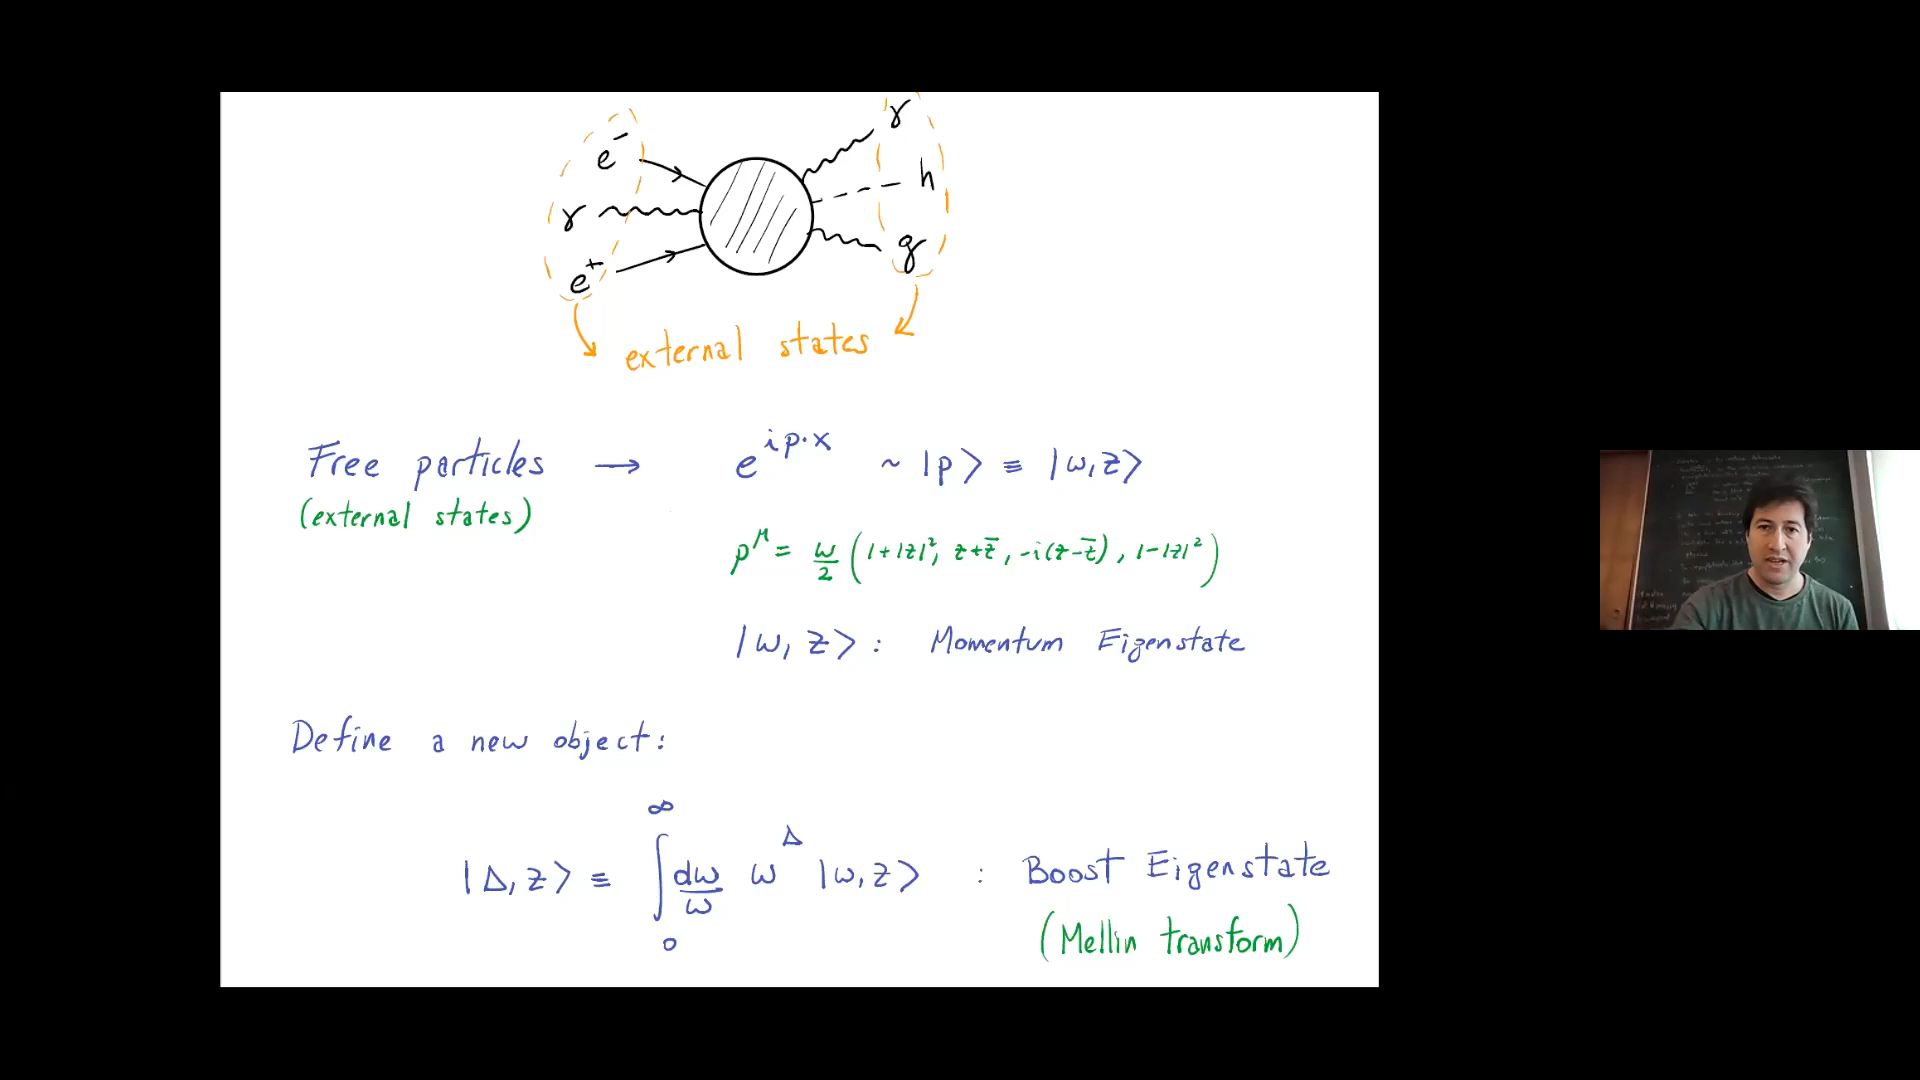 e⁻ γ
γ h
e⁺ g
external states
Free particles → e^{ip·x} ~ |p⟩ ≡ |ω,z⟩
(external states)
p^μ = ω/2 (1+|z|², z+z̄, -i(z-z̄), 1-|z|²)
|ω, z⟩ : Momentum Eigenstate
Define a new object:
|Δ, z⟩ ≡ ∫₀^∞ dω/ω ω^Δ |ω,z⟩ : Boost Eigenstate
(Mellin transform)